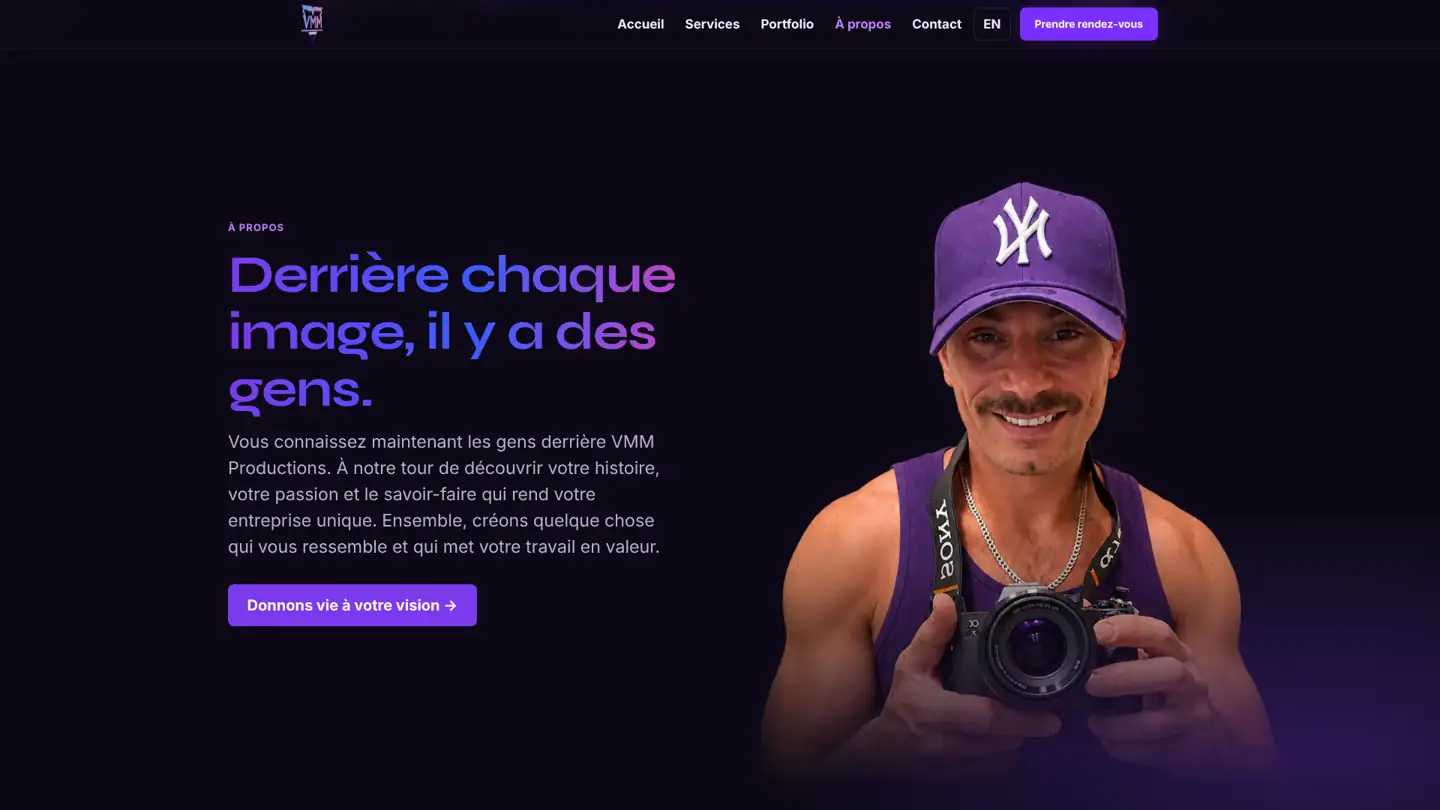 VMM
Accueil Services Portfolio À propos Contact EN Prendre rendez-vous
À PROPOS
Derrière chaque
image, il y a des
gens.
Vous connaissez maintenant les gens derrière VMM
Productions. À notre tour de découvrir votre histoire,
votre passion et le savoir-faire qui rend votre
entreprise unique. Ensemble, créons quelque chose
qui vous ressemble et qui met votre travail en valeur.
Donnons vie à votre vision →
NY
SONY